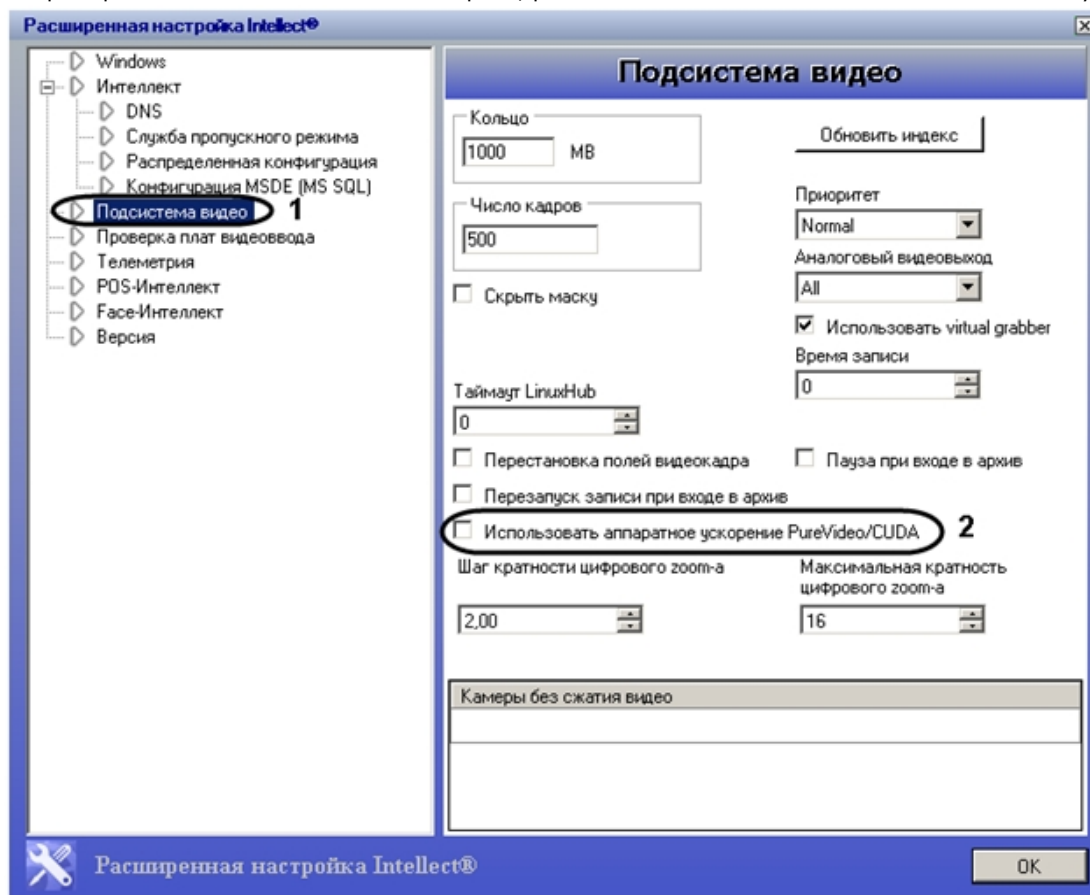 Расширенная настройка Intellect®
Windows
Интеллект
DNS
Служба пропускного режима
Распределенная конфигурация
Конфигурация MSDE (MS SQL)
Подсистема видео 1
Проверка плат видеоввода
Телеметрия
POS-Интеллект
Face-Интеллект
Версия
Подсистема видео
Кольцо
1000 MB
Обновить индекс
Число кадров
500
Приоритет
Normal
Аналоговый видеовыход
All
Скрыть маску
Использовать virtual grabber
Время записи
0
Таймаут LinuxHub
0
Перестановка полей видеокадра
Пауза при входе в архив
Перезапуск записи при входе в архив
Использовать аппаратное ускорение PureVideo/CUDA 2
Шаг кратности цифрового zoom-а
2,00
Максимальная кратность
цифрового zoom-а
16
Камеры без сжатия видео
Расширенная настройка Intellect®
OK